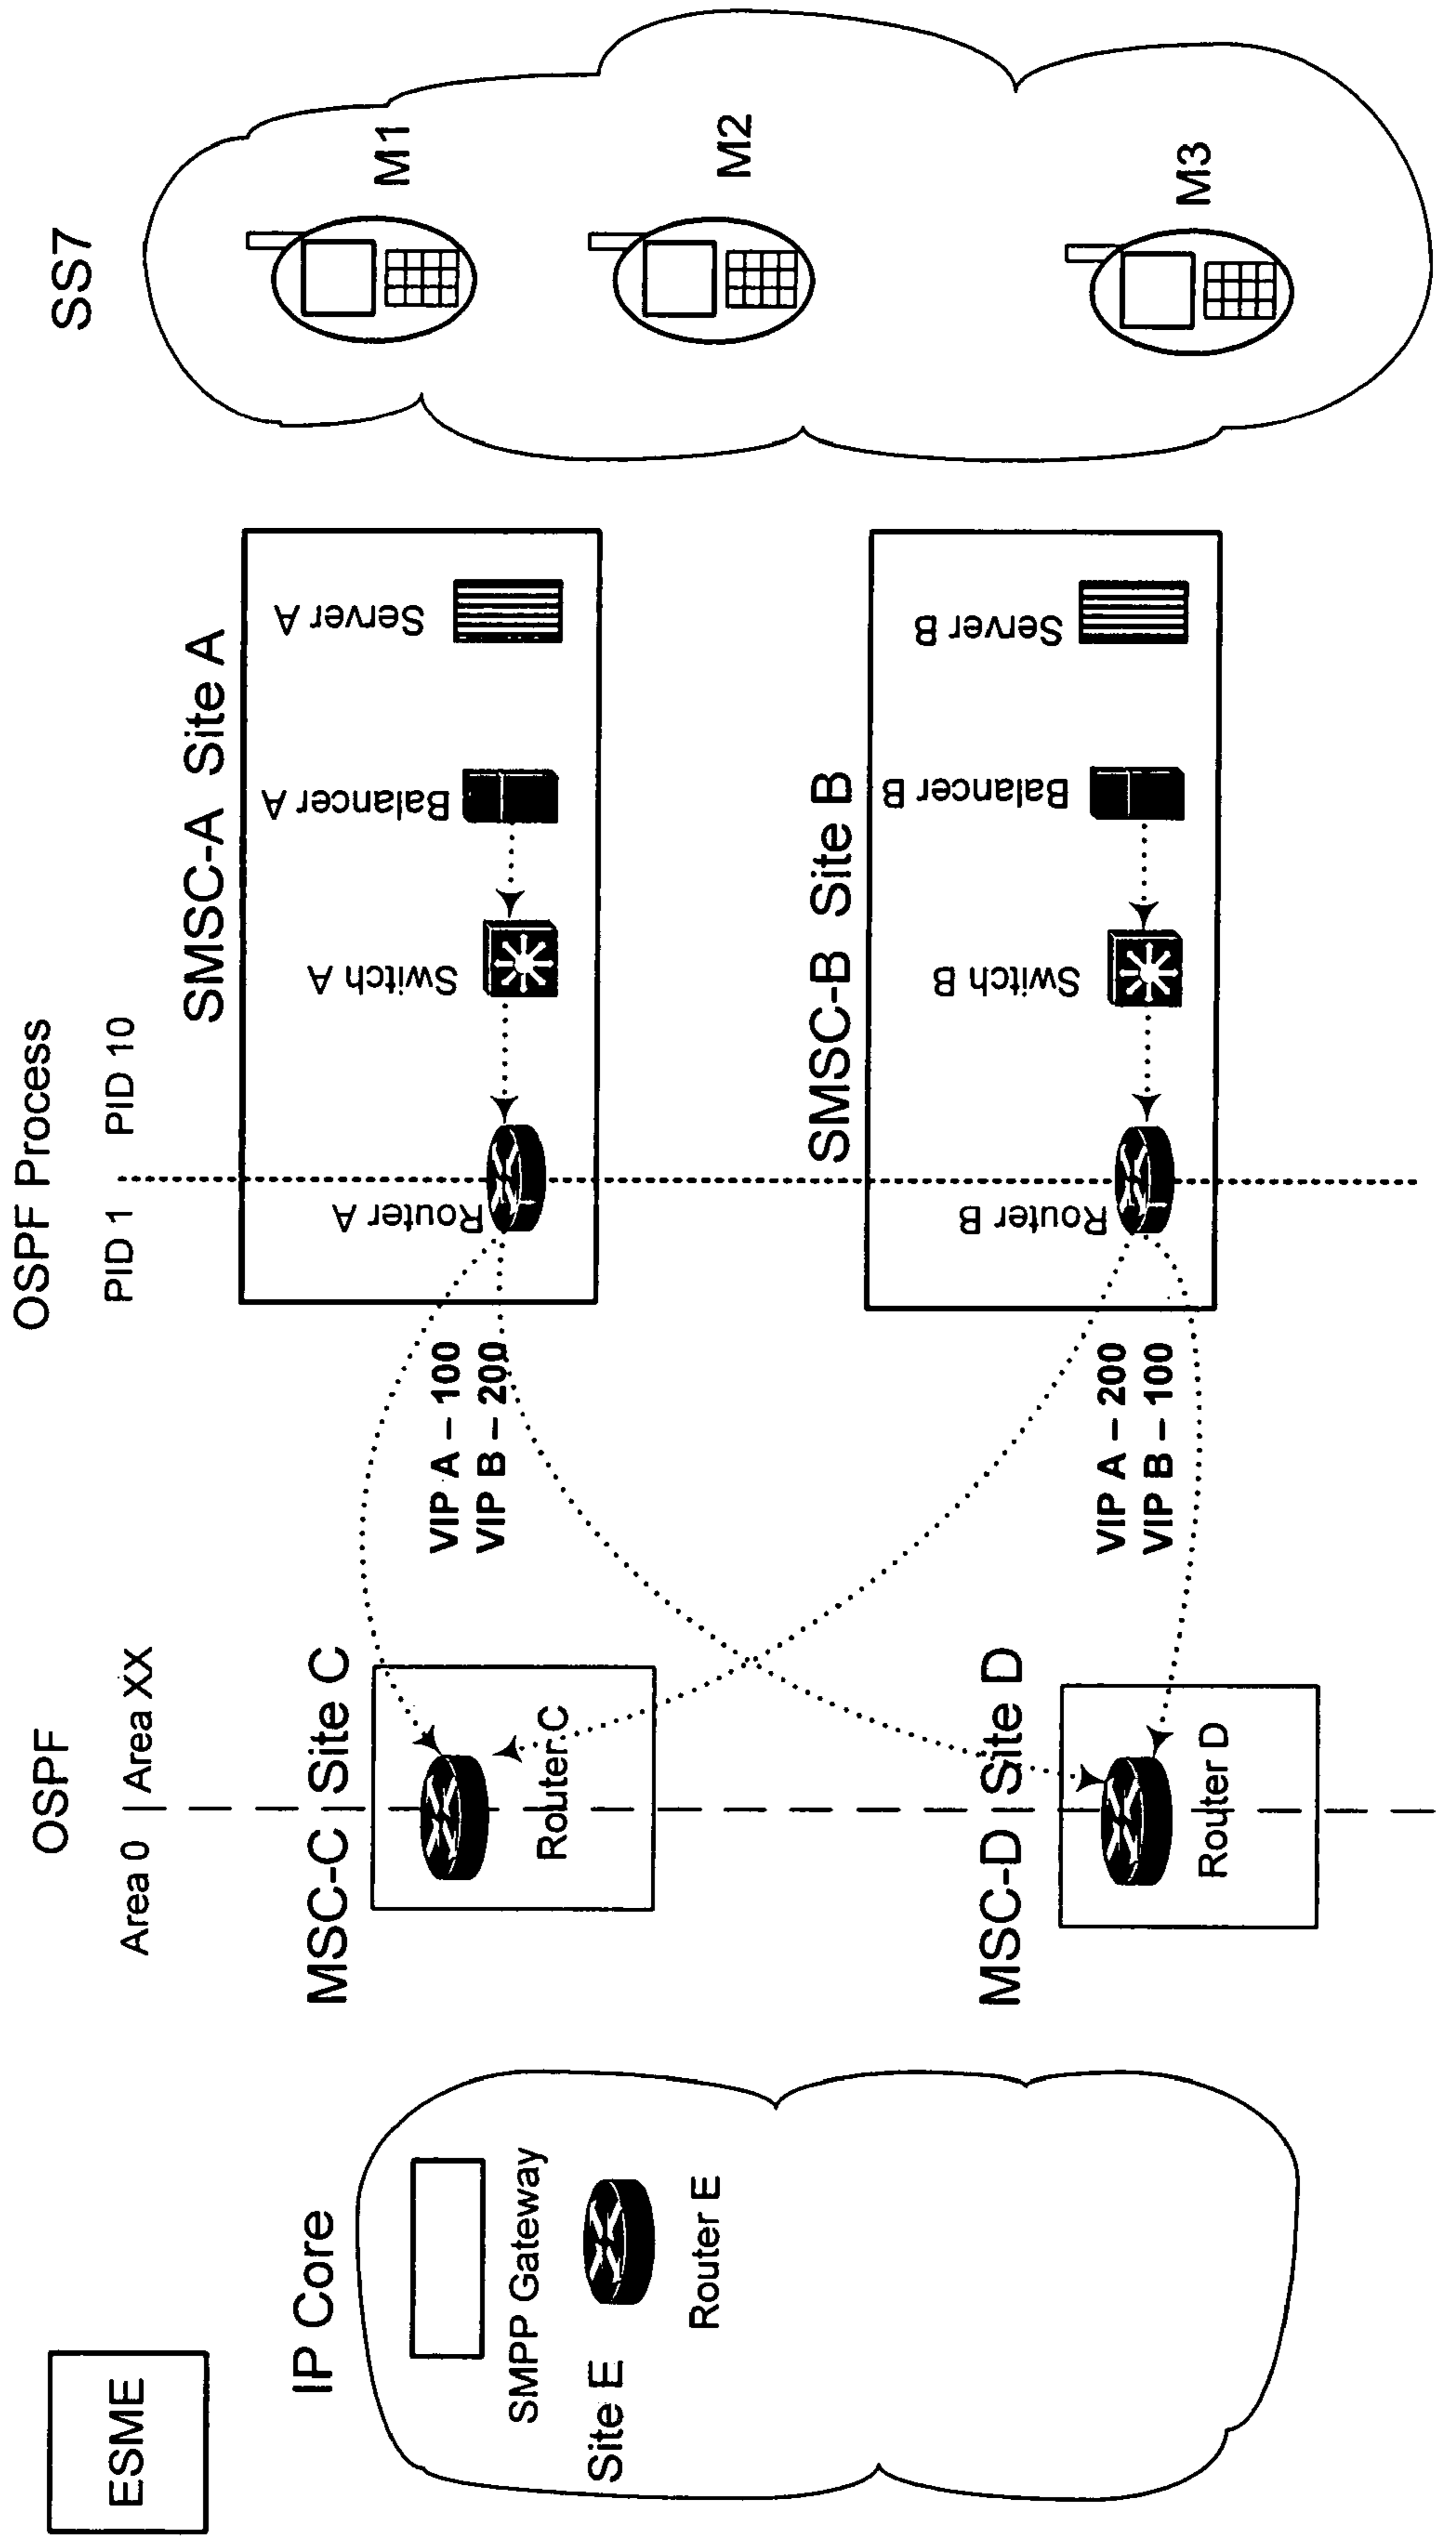 ESME
IP Core
SMPP Gateway
Site E
Router E
OSPF
Area 0 | Area XX
MSC-C Site C
Router C
MSC-D Site D
Router D
OSPF Process
PID 1 PID 10
VIP A – 100
VIP B – 200
VIP A – 200
VIP B – 100
SMSC-A Site A
Router A
Switch A
Balancer A
Server A
SMSC-B Site B
Router B
Switch B
Balancer B
Server B
SS7
M1
M2
M3